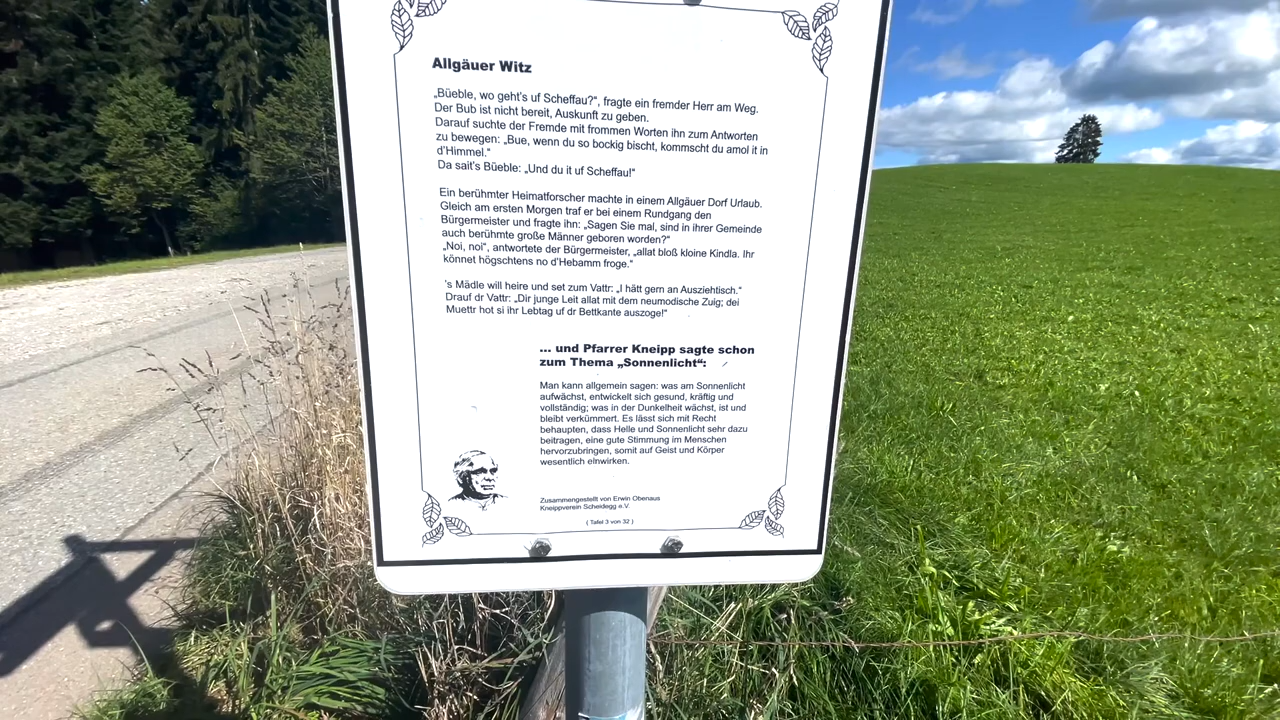 Allgäuer Witz
„Büeble, wo geht's uf Scheffau?“, fragte ein fremder Herr am Weg.
Der Bub ist nicht bereit, Auskunft zu geben.
Darauf suchte der Fremde mit frommen Worten ihn zum Antworten
zu bewegen: „Bue, wenn du so bockig bischt, kommscht du amol it in
d'Himmel.“
Da sait's Büeble: „Und du it uf Scheffau!“
Ein berühmter Heimatforscher machte in einem Allgäuer Dorf Urlaub.
Gleich am ersten Morgen traf er bei einem Rundgang den
Bürgermeister und fragte ihn: „Sagen Sie mal, sind in ihrer Gemeinde
auch berühmte große Männer geboren worden?“
„Noi, noi“, antwortete der Bürgermeister, „allat bloß kloine Kindla. Ihr
könnet högschtens no d'Hebamm froge.“
's Mädle will heire und set zum Vattr: „I hätt gern an Ausziehtisch.“
Drauf dr Vattr: „Dir junge Leit allat mit dem neumodische Zuig; dei
Muettr hot si ihr Lebtag uf dr Bettkante auszoge!“
... und Pfarrer Kneipp sagte schon
zum Thema „Sonnenlicht“:
Man kann allgemein sagen: was am Sonnenlicht
aufwächst, entwickelt sich gesund, kräftig und
vollständig; was in der Dunkelheit wächst, ist und
bleibt verkümmert. Es lässt sich mit Recht
behaupten, dass Helle und Sonnenlicht sehr dazu
beitragen, eine gute Stimmung im Menschen
hervorzubringen, somit auf Geist und Körper
wesentlich einwirken.
Zusammengestellt von Erwin Obenaus
Kneippverein Scheidegg e.V.
( Tafel 3 von 32 )